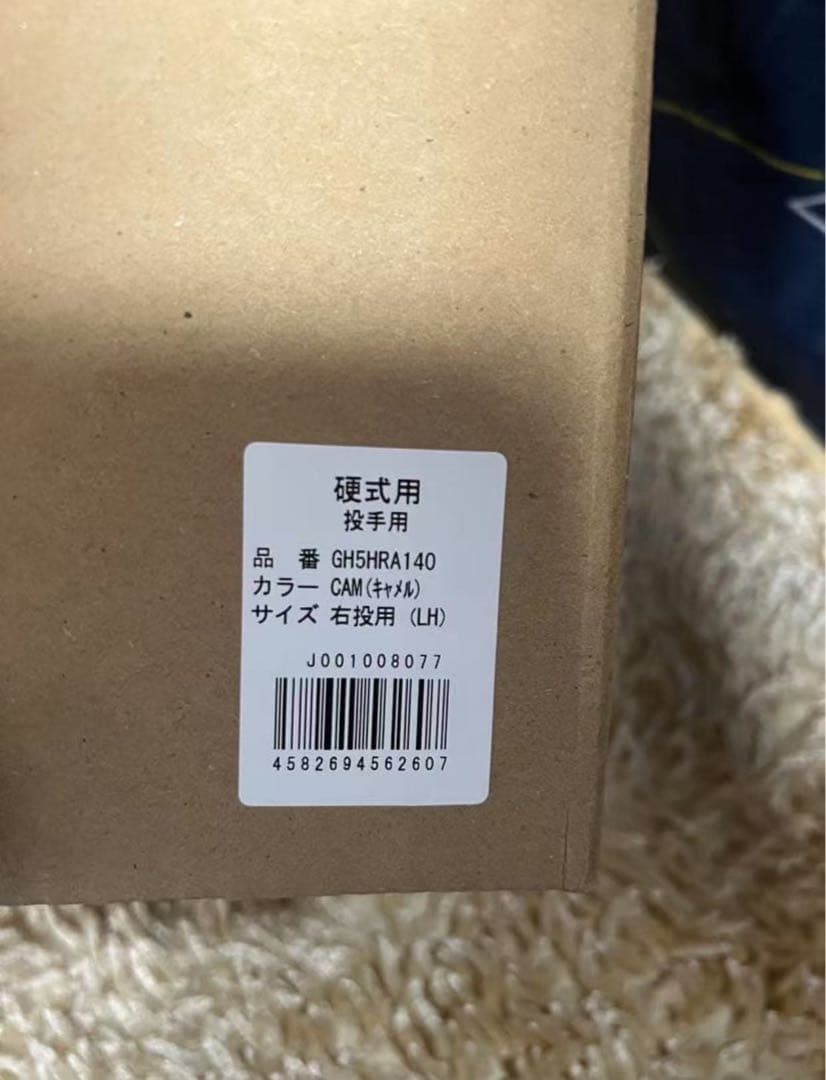 硬式用
投手用
品 番 GH5HRA140
カラー CAM(ｷｬﾒﾙ)
サイズ 右投用 (LH)
J001008077
4582694562607